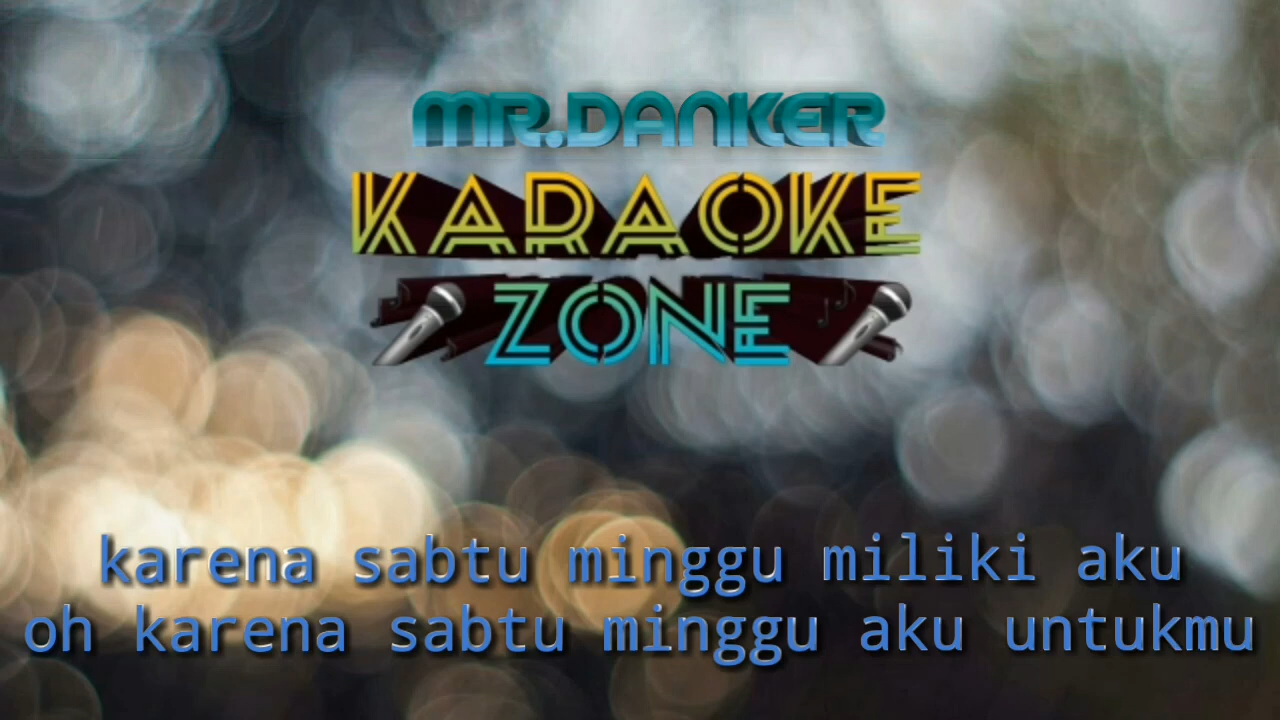 MR.DANKER
KARAOKE
ZONE
karena sabtu minggu miliki aku
oh karena sabtu minggu aku untukmu